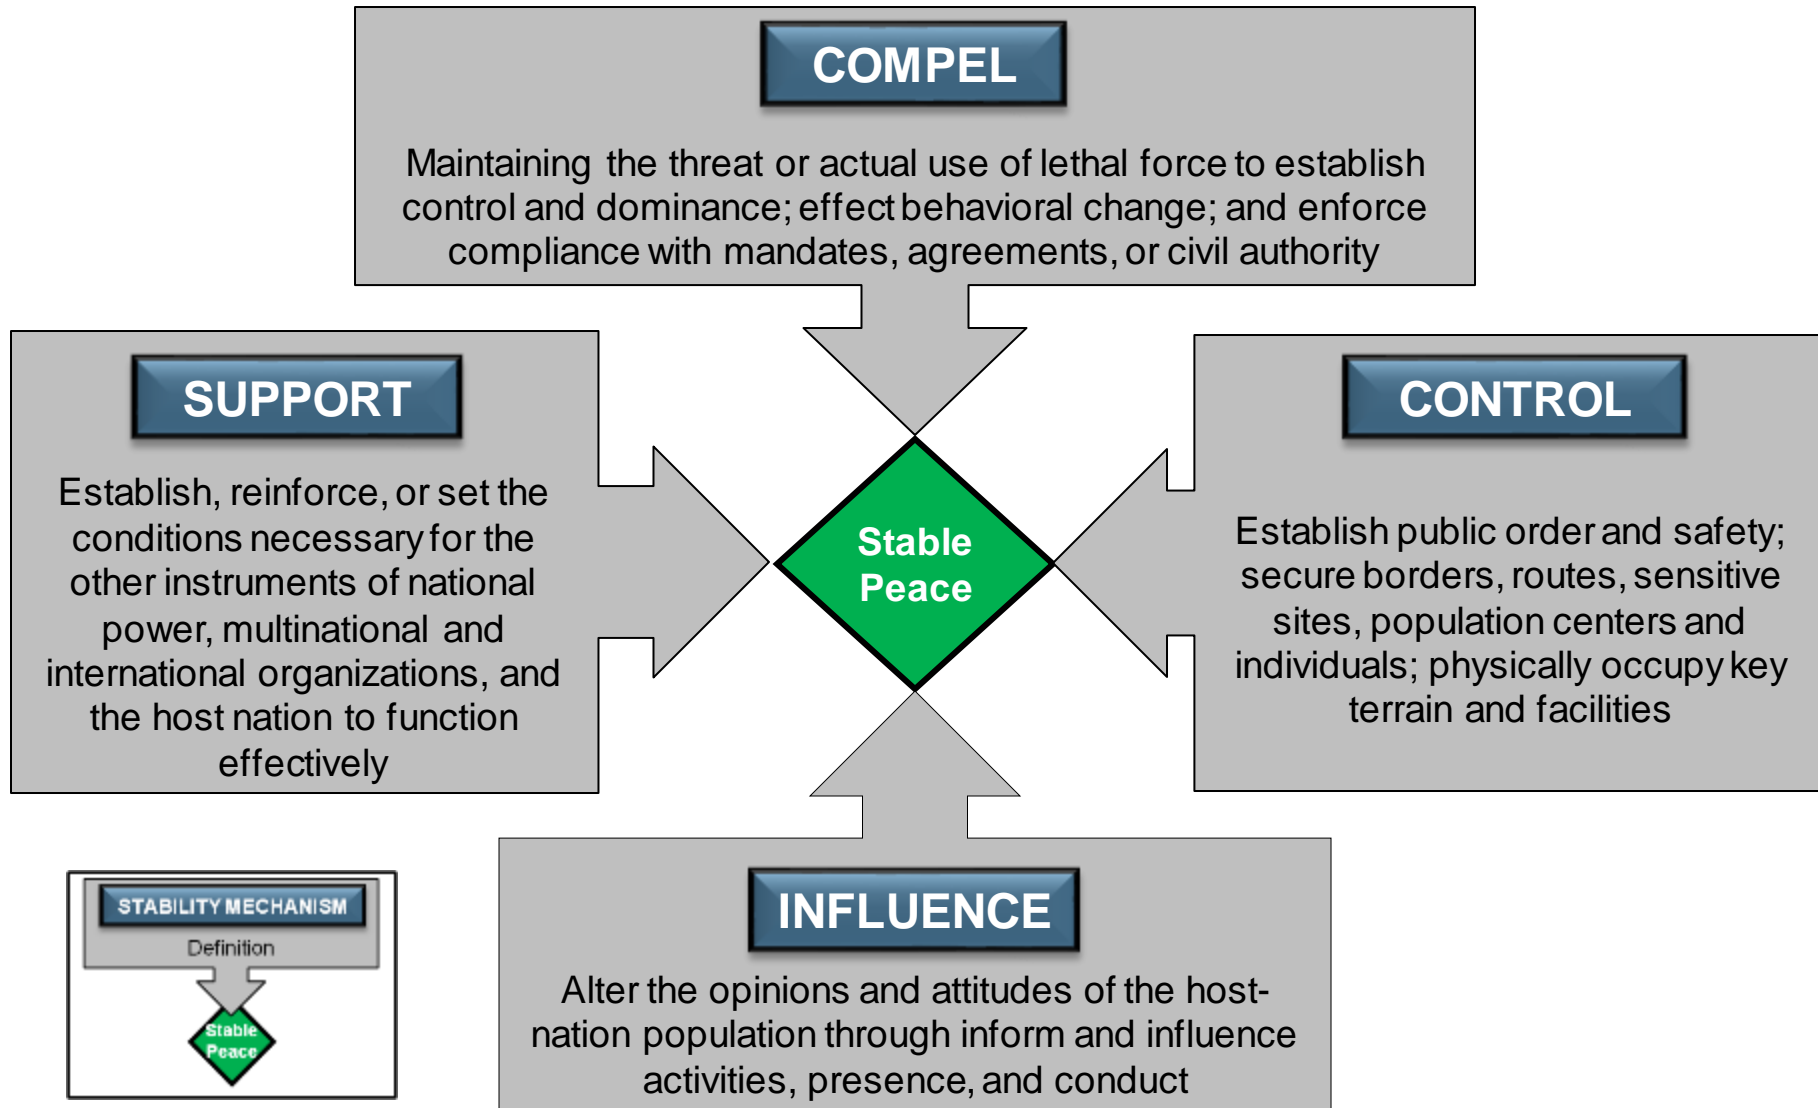 COMPEL
Maintaining the threat or actual use of lethal force to establish
control and dominance; effect behavioral change; and enforce
compliance with mandates, agreements, or civil authority
SUPPORT
Establish, reinforce, or set the
conditions necessary for the
other instruments of national
power, multinational and
international organizations, and
the host nation to function
effectively
Stable
Peace
CONTROL
Establish public order and safety;
secure borders, routes, sensitive
sites, population centers and
individuals; physically occupy key
terrain and facilities
INFLUENCE
Alter the opinions and attitudes of the host-
nation population through inform and influence
activities, presence, and conduct
STABILITY MECHANISM
Definition
Stable
Peace